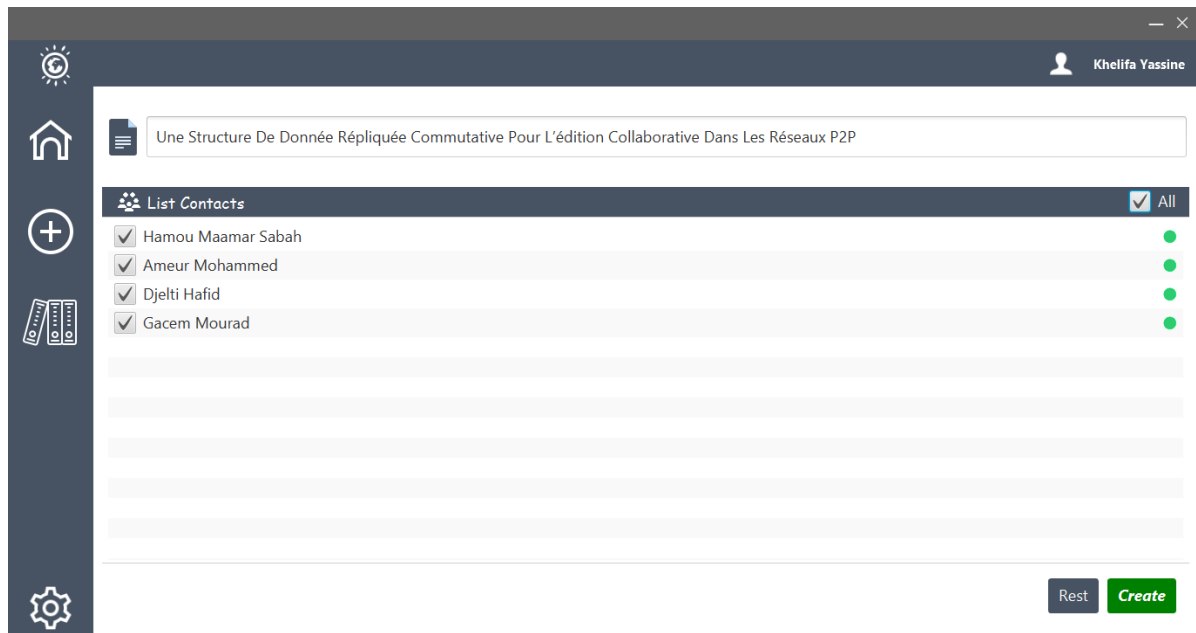 Khelifa Yassine
Une Structure De Donnée Répliquée Commutative Pour L'édition Collaborative Dans Les Réseaux P2P
List Contacts All
Hamou Maamar Sabah
Ameur Mohammed
Djelti Hafid
Gacem Mourad
Rest Create